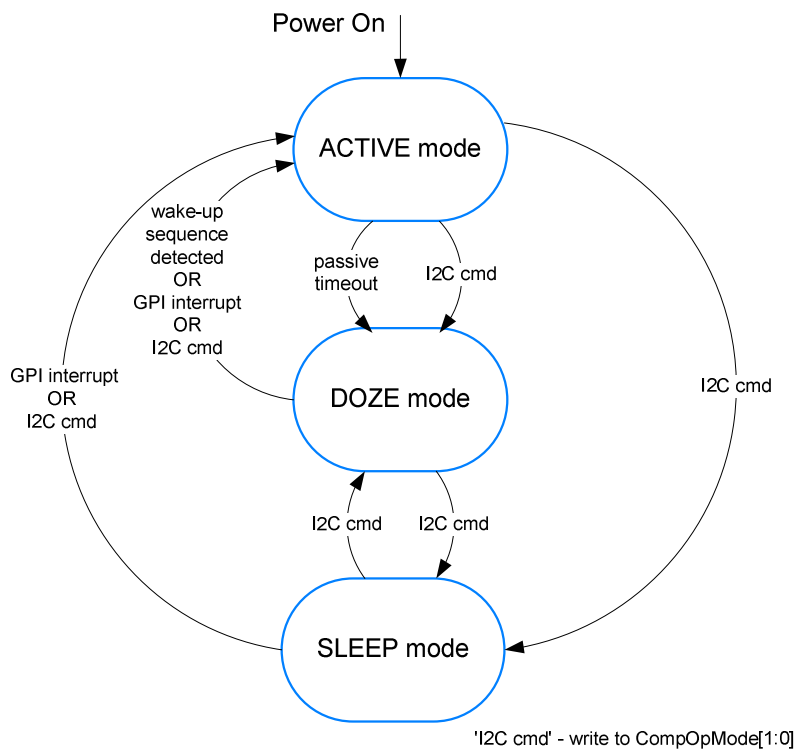 Power On
ACTIVE mode
wake-up
sequence
detected
OR
GPI interrupt
OR
I2C cmd
passive
timeout
I2C cmd
GPI interrupt
OR
I2C cmd
I2C cmd
DOZE mode
I2C cmd
I2C cmd
SLEEP mode
'I2C cmd' - write to CompOpMode[1:0]